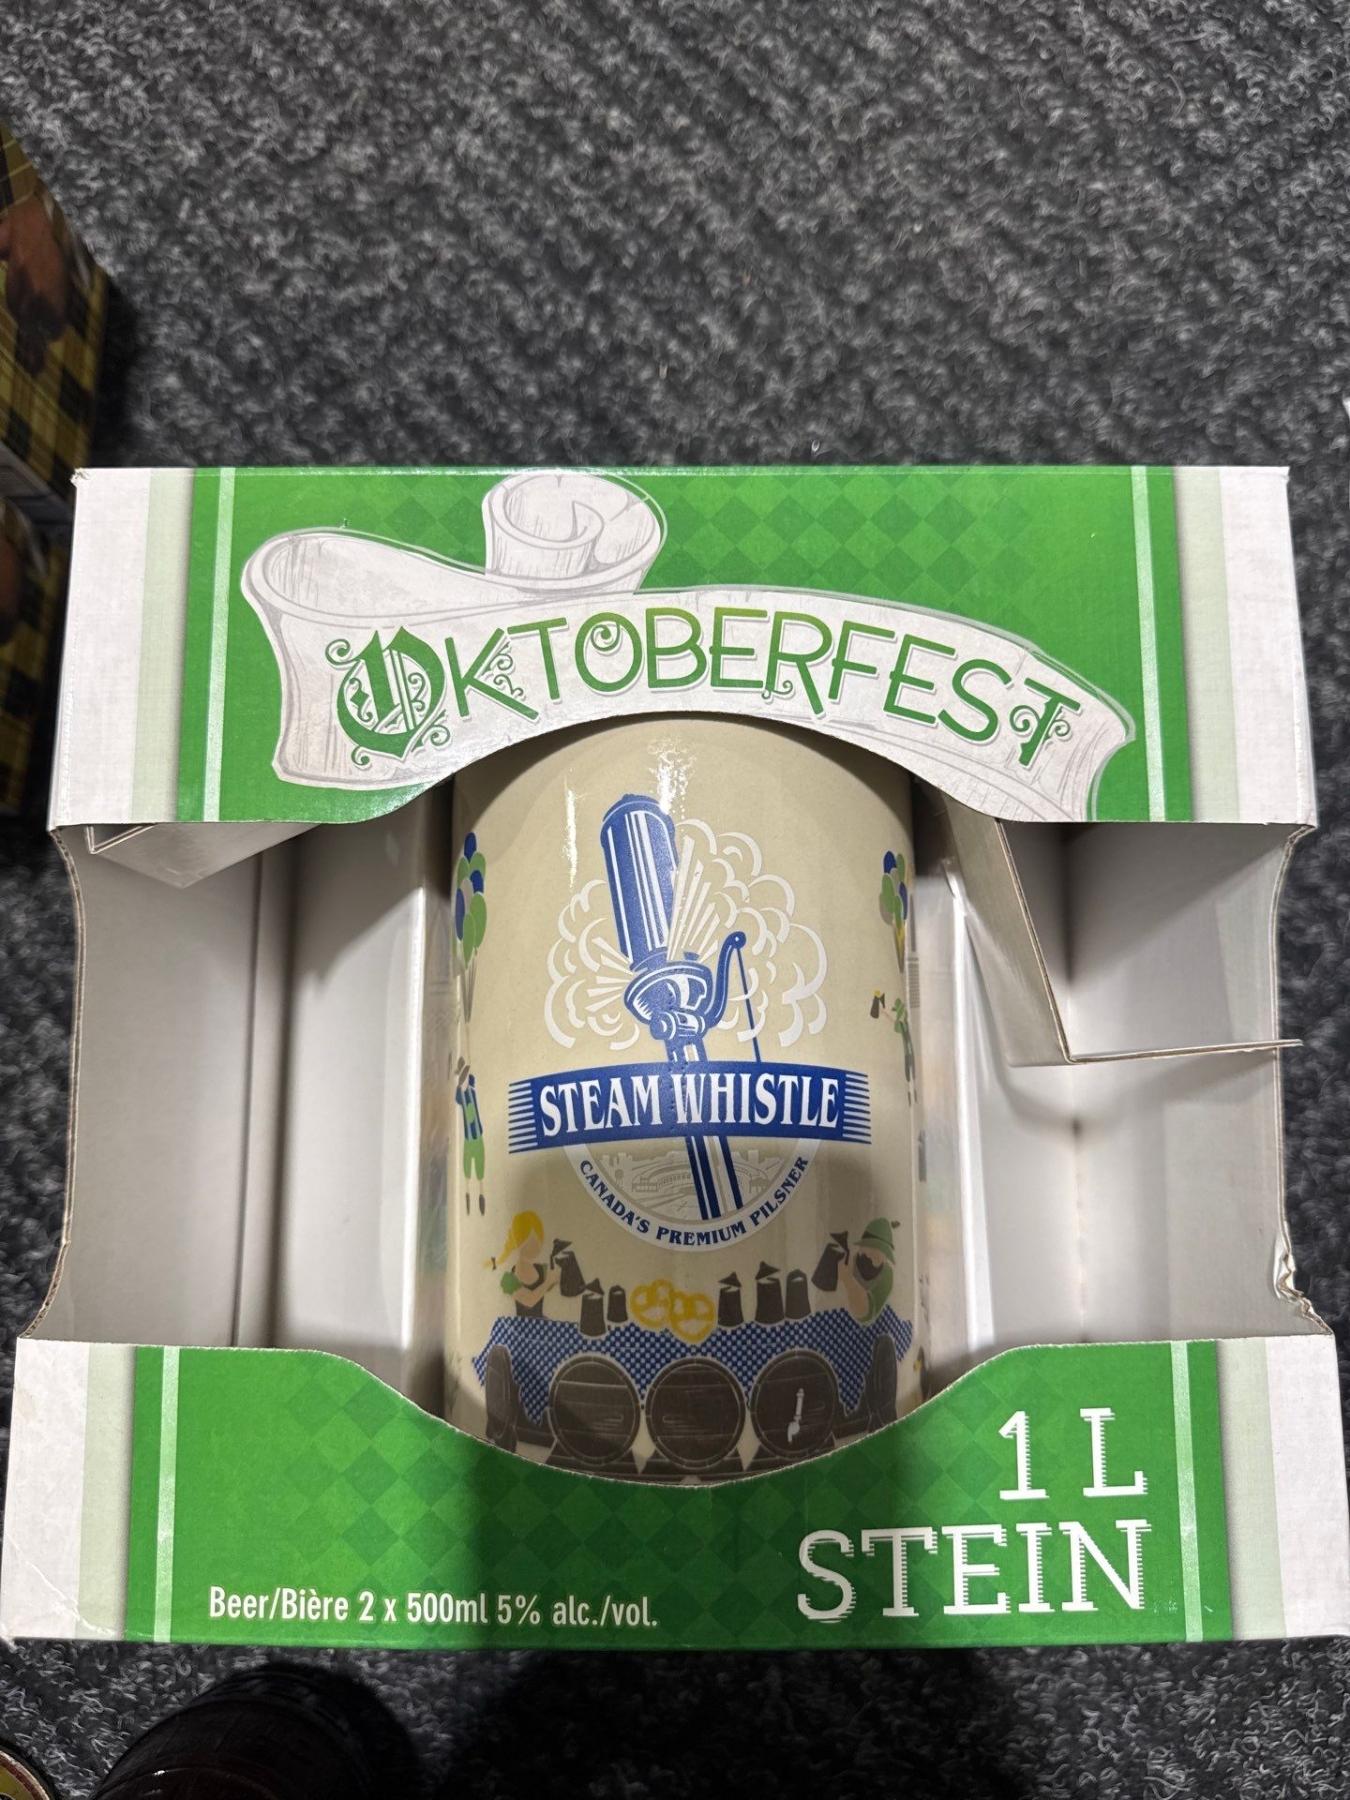 OKTOBERFEST
STEAM WHISTLE
CANADA'S PREMIUM PILSNER
1 L
STEIN
Beer/Bière 2 x 500ml 5% alc./vol.